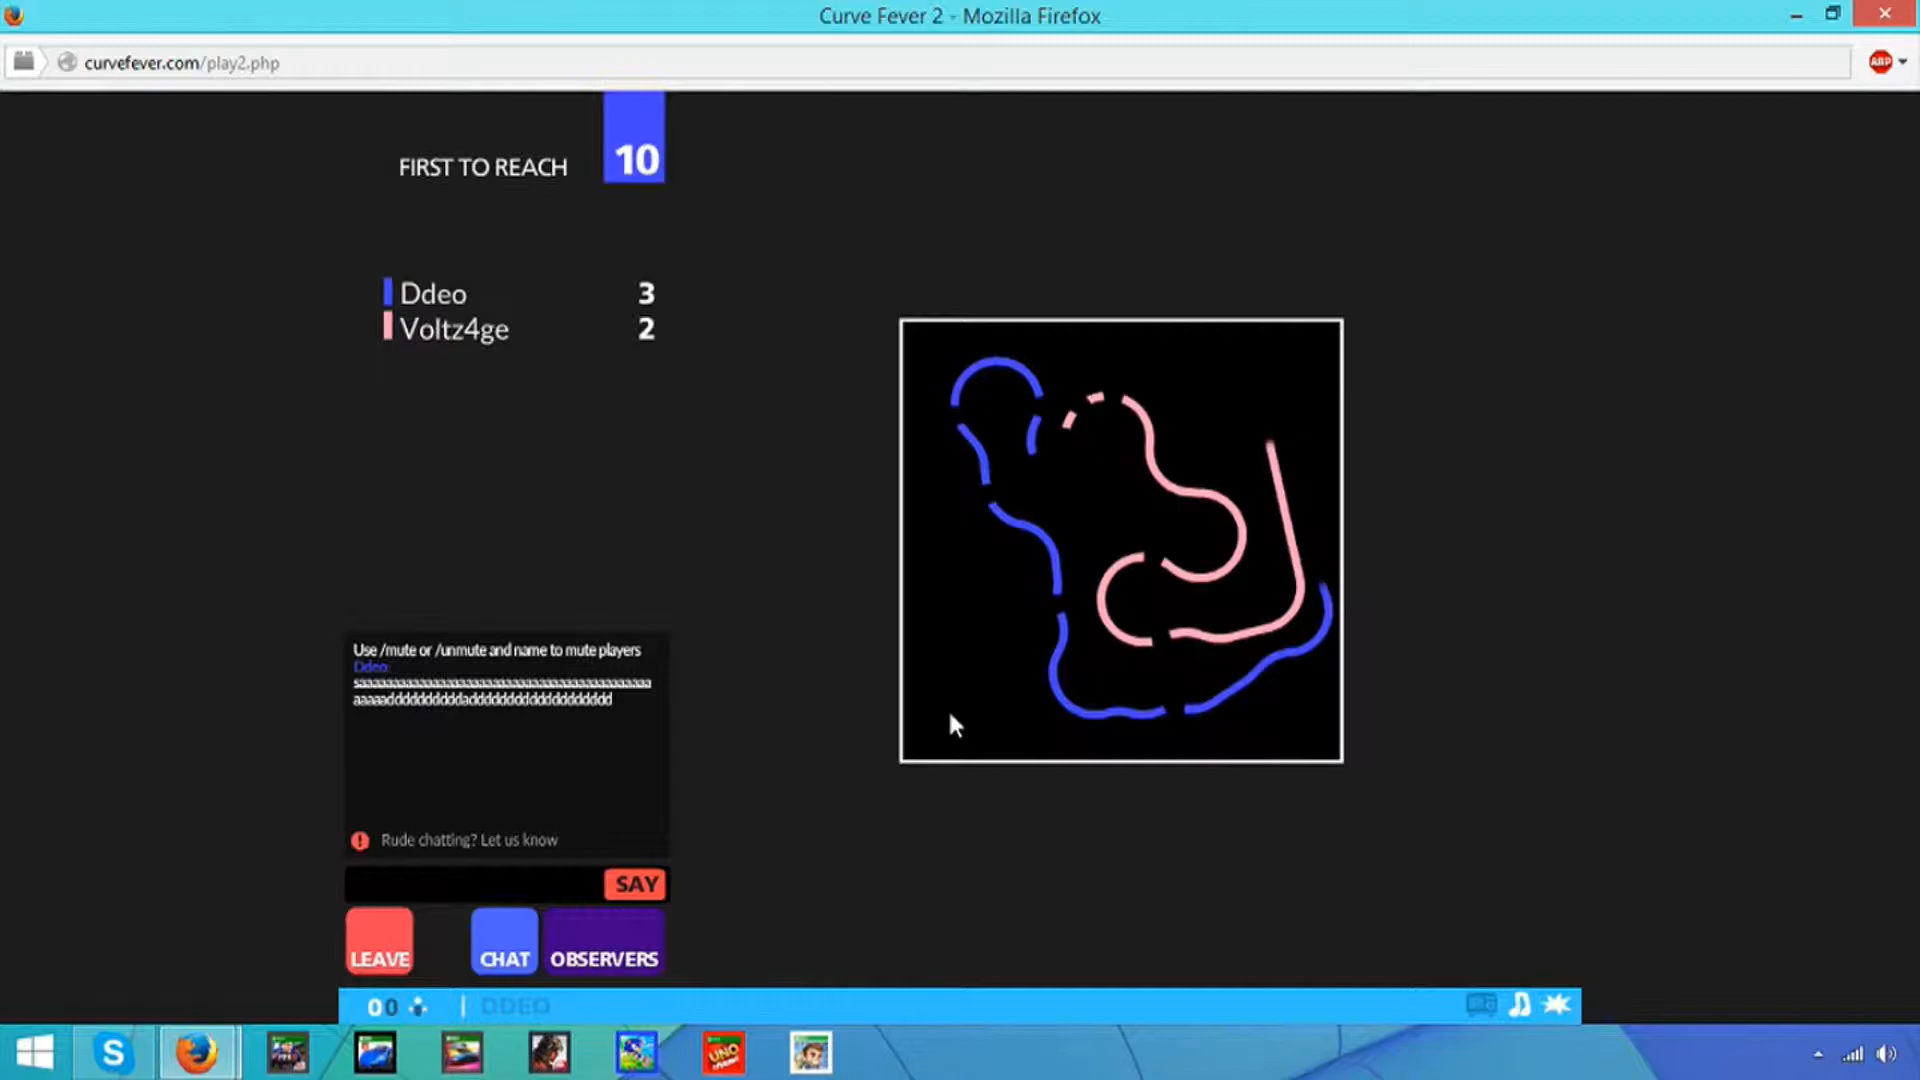 Curve Fever 2 - Mozilla Firefox
curvefever.com/play2.php
ABP
FIRST TO REACH 10
Ddeo 3
Voltz4ge 2
Use /mute or /unmute and name to mute players
Ddeo:
Rude chatting? Let us know
SAY
LEAVE
CHAT
OBSERVERS
00
DDEO
UNO